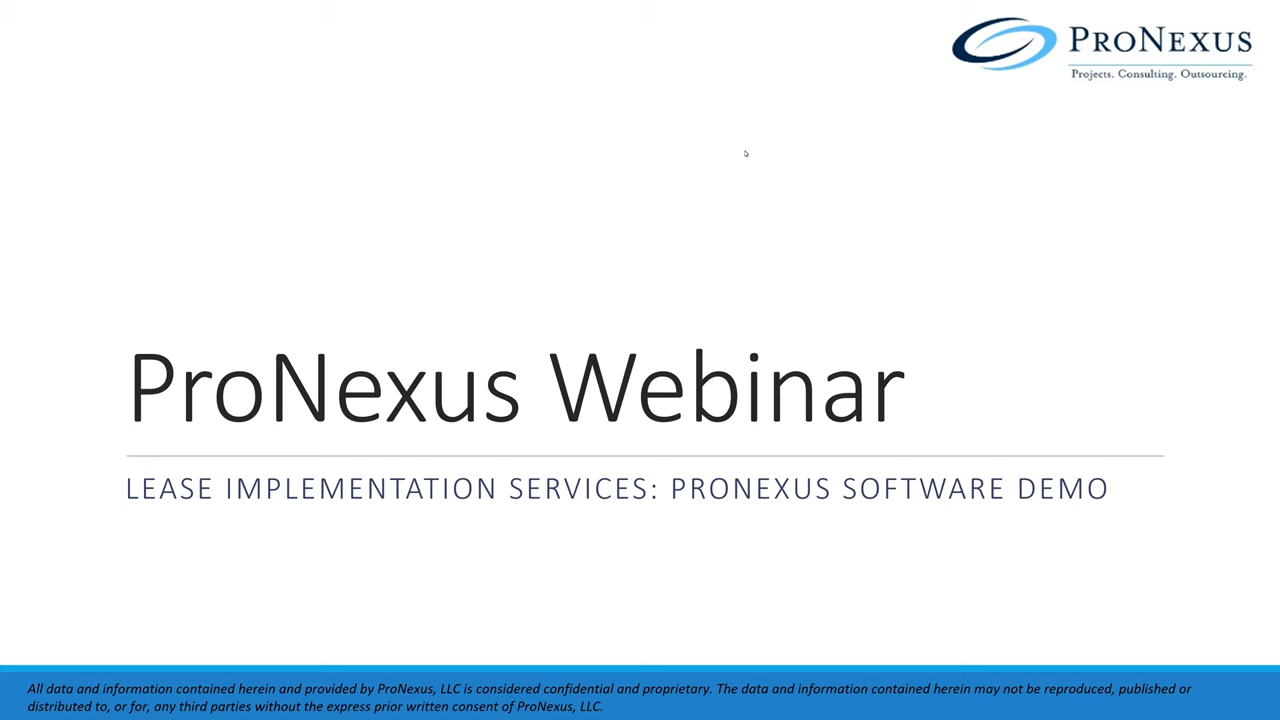 PRONEXUS
Projects. Consulting. Outsourcing.
ProNexus Webinar
LEASE IMPLEMENTATION SERVICES: PRONEXUS SOFTWARE DEMO
All data and information contained herein and provided by ProNexus, LLC is considered confidential and proprietary. The data and information contained herein may not be reproduced, published or
distributed to, or for, any third parties without the express prior written consent of ProNexus, LLC.